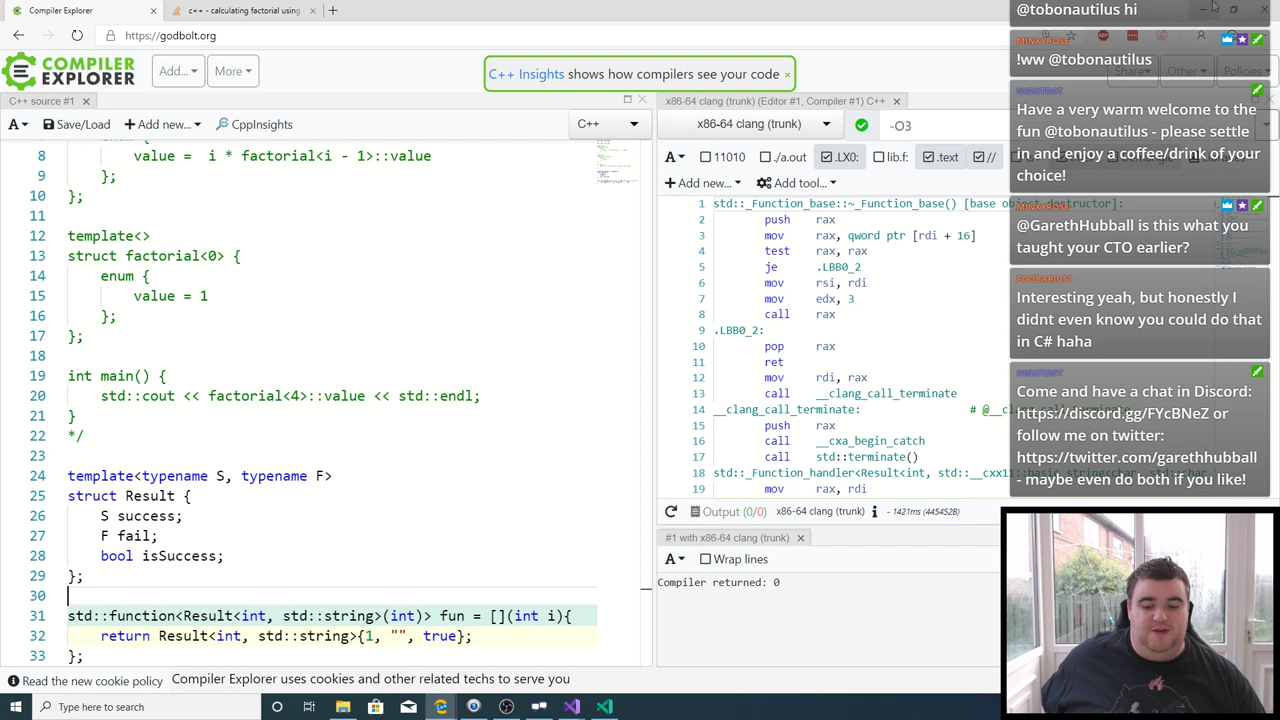 Compiler Explorer
c++ - calculating factorial using
https://godbolt.org
COMPILER
EXPLORER
Add...
More
C++ Insights shows how compilers see your code ×
Share
Other
Policies
C++ source #1
A
Save/Load
+ Add new...
CppInsights
C++
8 value = i * factorial<i - 1>::value
9 };
10 };
11
12 template<>
13 struct factorial<0> {
14 enum {
15 value = 1
16 };
17 };
18
19 int main() {
20 std::cout << factorial<4>::value << std::endl;
21 }
22 */
23
24 template<typename S, typename F>
25 struct Result {
26 S success;
27 F fail;
28 bool isSuccess;
29 };
30
31 std::function<Result<int, std::string>(int)> fun = [](int i){
32 return Result<int, std::string>{1, "", true};
33 };
x86-64 clang (trunk) (Editor #1, Compiler #1) C++
x86-64 clang (trunk)
-O3
A
11010
./a.out
.LX0:
lib.f:
.text
//
+ Add new...
Add tool...
1 std::_Function_base::~_Function_base() [base object destructor]:
2 push rax
3 mov rax, qword ptr [rdi + 16]
4 test rax, rax
5 je .LBB0_2
6 mov rsi, rdi
7 mov edx, 3
8 call rax
9 .LBB0_2:
10 pop rax
11 ret
12 mov rdi, rax
13 call __clang_call_terminate
14 __clang_call_terminate: # @__clang_call_terminate
15 push rax
16 call __cxa_begin_catch
17 call std::terminate()
18 std::_Function_handler<Result<int, std::__cxx11::basic_string<char, std::char
19 mov rax, rdi
Output (0/0) x86-64 clang (trunk) - 1421ms (445452B)
#1 with x86-64 clang (trunk)
A
Wrap lines
Compiler returned: 0
@tobonautilus hi
MINXYROSE
!ww @tobonautilus
NIGHTBOT
Have a very warm welcome to the
fun @tobonautilus - please settle
in and enjoy a coffee/drink of your
choice!
MINXYROSE
@GarethHubball is this what you
taught your CTO earlier?
FOOBARIUS1
Interesting yeah, but honestly I
didnt even know you could do that
in C# haha
NIGHTBOT
Come and have a chat in Discord:
https://discord.gg/FYcBNeZ or
follow me on twitter:
https://twitter.com/garethhubball
- maybe even do both if you like!
Read the new cookie policy
Compiler Explorer uses cookies and other related techs to serve you
Type here to search